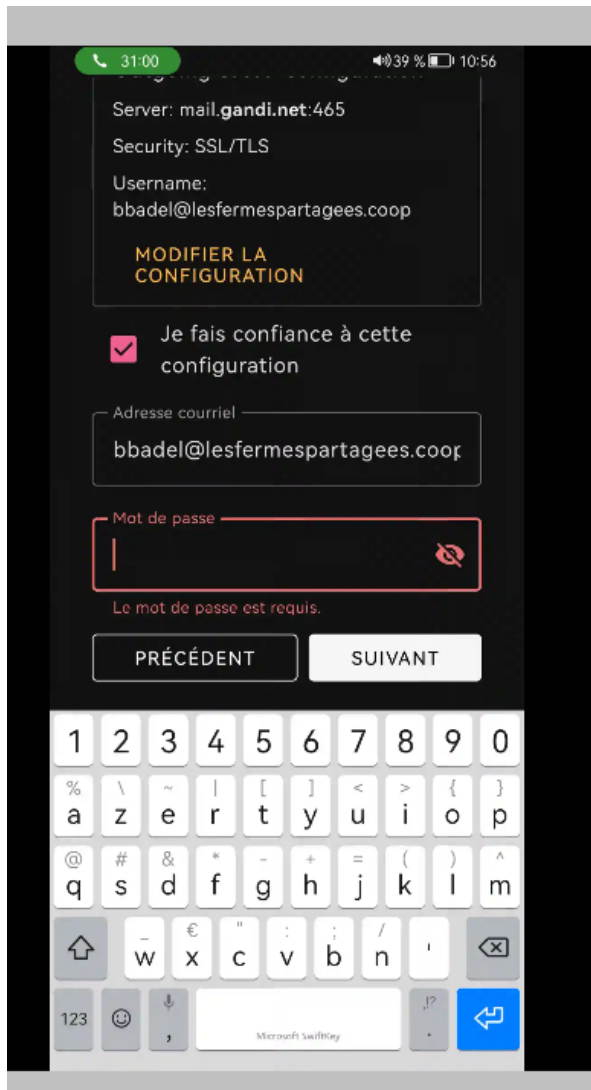 31:00
39 % 10:56
Outgoing
Server: mail.gandi.net:465
Security: SSL/TLS
Username:
bbadel@lesfermespartagees.coop
MODIFIER LA
CONFIGURATION
Je fais confiance à cette
configuration
Adresse courriel
bbadel@lesfermespartagees.coop
Mot de passe
Le mot de passe est requis.
PRÉCÉDENT SUIVANT
1 2 3 4 5 6 7 8 9 0
% \ ~ | [ ] < > { }
a z e r t y u i o p
@ # & * - + = ( ) ^
q s d f g h j k l m
_ € " : ; /
w x c v b n '
123 , Microsoft SwiftKey .
,!?